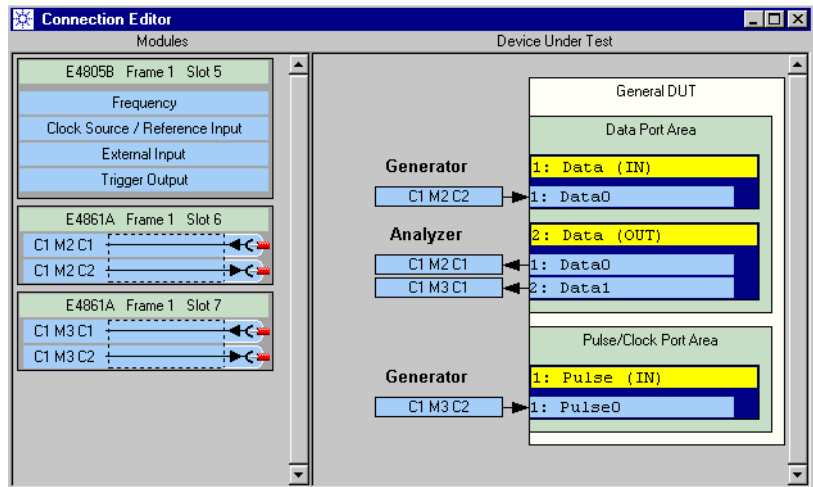 Connection Editor
Modules
Device Under Test
E4805B Frame 1 Slot 5
Frequency
Clock Source / Reference Input
External Input
Trigger Output
E4861A Frame 1 Slot 6
C1 M2 C1
C1 M2 C2
E4861A Frame 1 Slot 7
C1 M3 C1
C1 M3 C2
General DUT
Data Port Area
Generator
1: Data (IN)
C1 M2 C2
1: Data0
Analyzer
2: Data (OUT)
C1 M2 C1
1: Data0
C1 M3 C1
2: Data1
Pulse/Clock Port Area
Generator
1: Pulse (IN)
C1 M3 C2
1: Pulse0